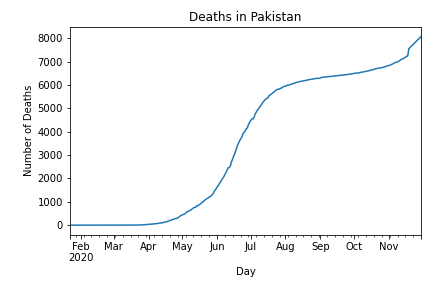 Deaths in Pakistan
8000
7000
6000
5000
4000
3000
2000
1000
0
Number of Deaths
Feb Mar Apr May Jun Jul Aug Sep Oct Nov
2020
Day